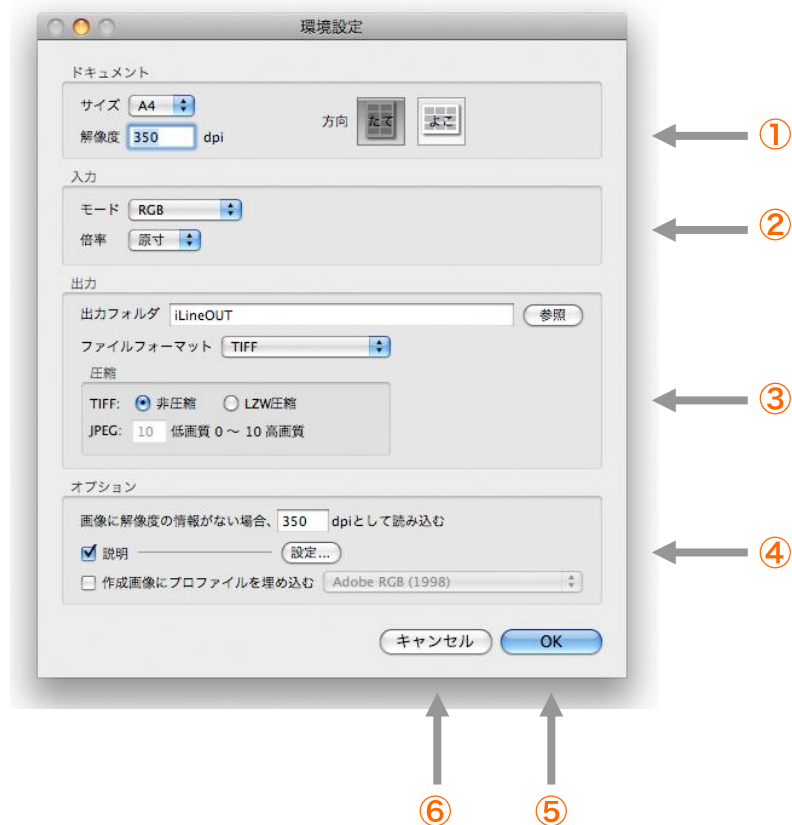 環境設定
ドキュメント
サイズ A4
解像度 350 dpi
方向 たて よこ
①
入力
モード RGB
倍率 原寸
②
出力
出力フォルダ iLineOUT 参照
ファイルフォーマット TIFF
圧縮
TIFF: 非圧縮 LZW圧縮
JPEG: 10 低画質 0 〜 10 高画質
③
オプション
画像に解像度の情報がない場合、 350 dpiとして読み込む
説明 設定...
作成画像にプロファイルを埋め込む Adobe RGB (1998)
④
キャンセル OK
⑥ ⑤